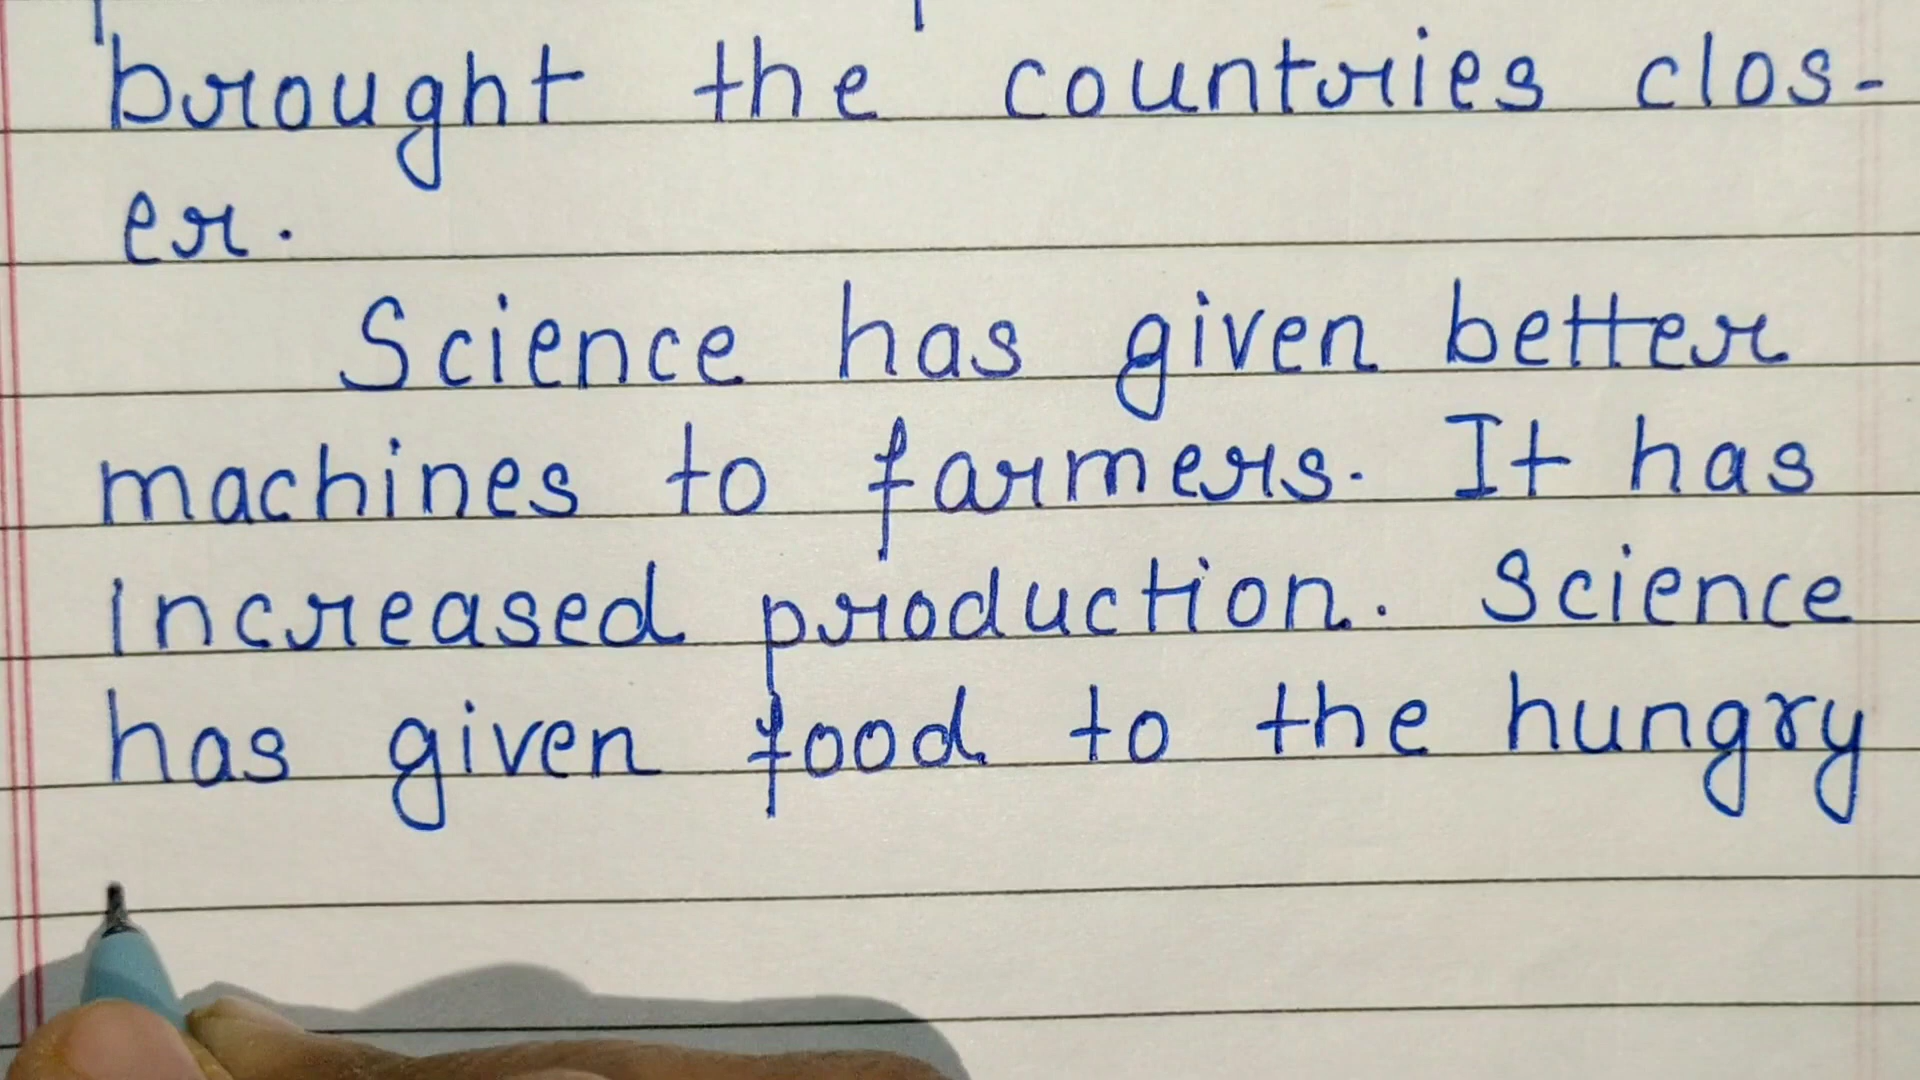 brought the countries clos-
er.
Science has given better
machines to farmers. It has
increased production. Science
has given food to the hungry